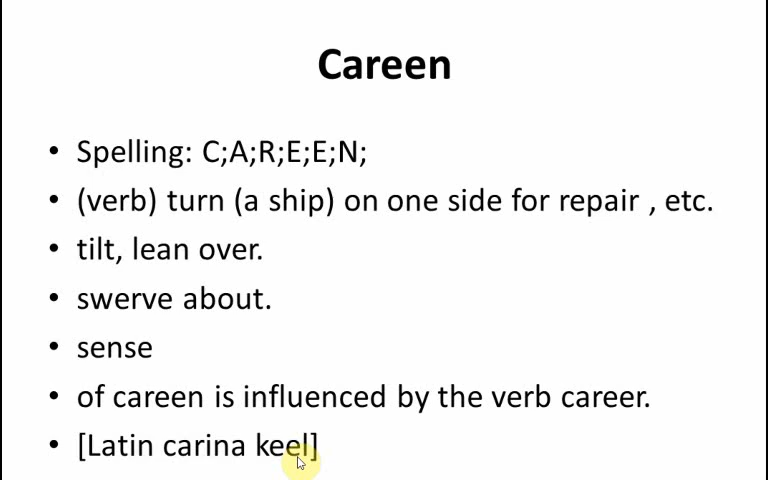 Careen
• Spelling: C;A;R;E;E;N;
• (verb) turn (a ship) on one side for repair , etc.
• tilt, lean over.
• swerve about.
• sense
• of careen is influenced by the verb career.
• [Latin carina keel]